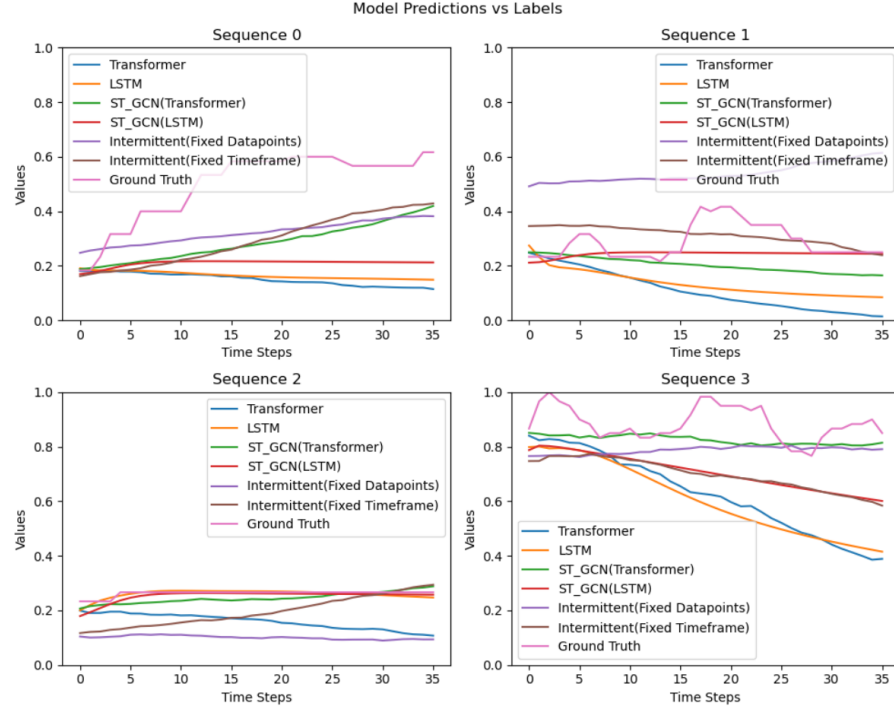 Model Predictions vs Labels
Sequence 0
Values
1.0
0.8
0.6
0.4
0.2
0.0
Transformer
LSTM
ST_GCN(Transformer)
ST_GCN(LSTM)
Intermittent(Fixed Datapoints)
Intermittent(Fixed Timeframe)
Ground Truth
0 5 10 15 20 25 30 35
Time Steps
Sequence 1
Values
1.0
0.8
0.6
0.4
0.2
0.0
Transformer
LSTM
ST_GCN(Transformer)
ST_GCN(LSTM)
Intermittent(Fixed Datapoints)
Intermittent(Fixed Timeframe)
Ground Truth
0 5 10 15 20 25 30 35
Time Steps
Sequence 2
Values
1.0
0.8
0.6
0.4
0.2
0.0
Transformer
LSTM
ST_GCN(Transformer)
ST_GCN(LSTM)
Intermittent(Fixed Datapoints)
Intermittent(Fixed Timeframe)
Ground Truth
0 5 10 15 20 25 30 35
Time Steps
Sequence 3
Values
1.0
0.8
0.6
0.4
0.2
0.0
Transformer
LSTM
ST_GCN(Transformer)
ST_GCN(LSTM)
Intermittent(Fixed Datapoints)
Intermittent(Fixed Timeframe)
Ground Truth
0 5 10 15 20 25 30 35
Time Steps